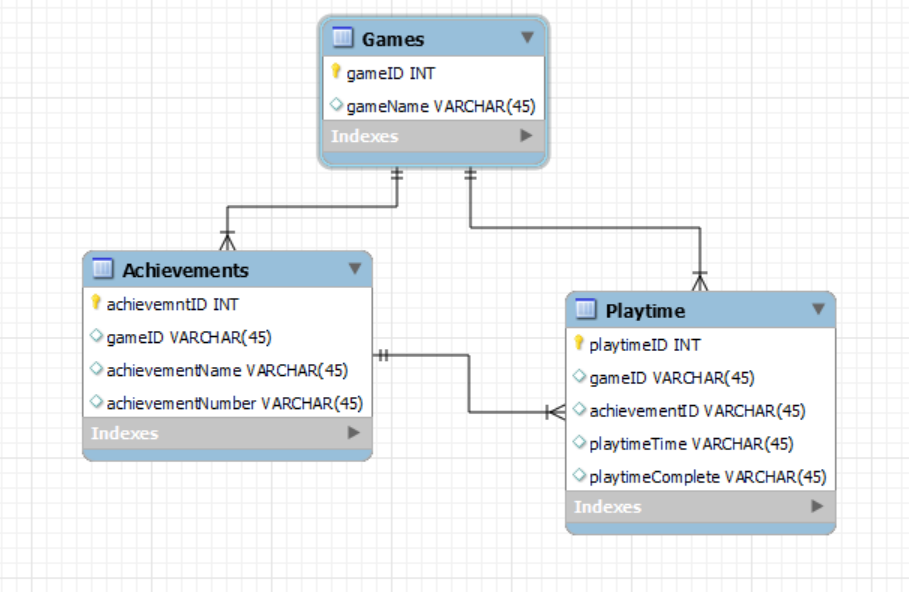 Games
gameID INT
gameName VARCHAR(45)
Indexes
Achievements
achievemntID INT
gameID VARCHAR(45)
achievementName VARCHAR(45)
achievementNumber VARCHAR(45)
Indexes
Playtime
playtimeID INT
gameID VARCHAR(45)
achievementID VARCHAR(45)
playtimeTime VARCHAR(45)
playtimeComplete VARCHAR(45)
Indexes